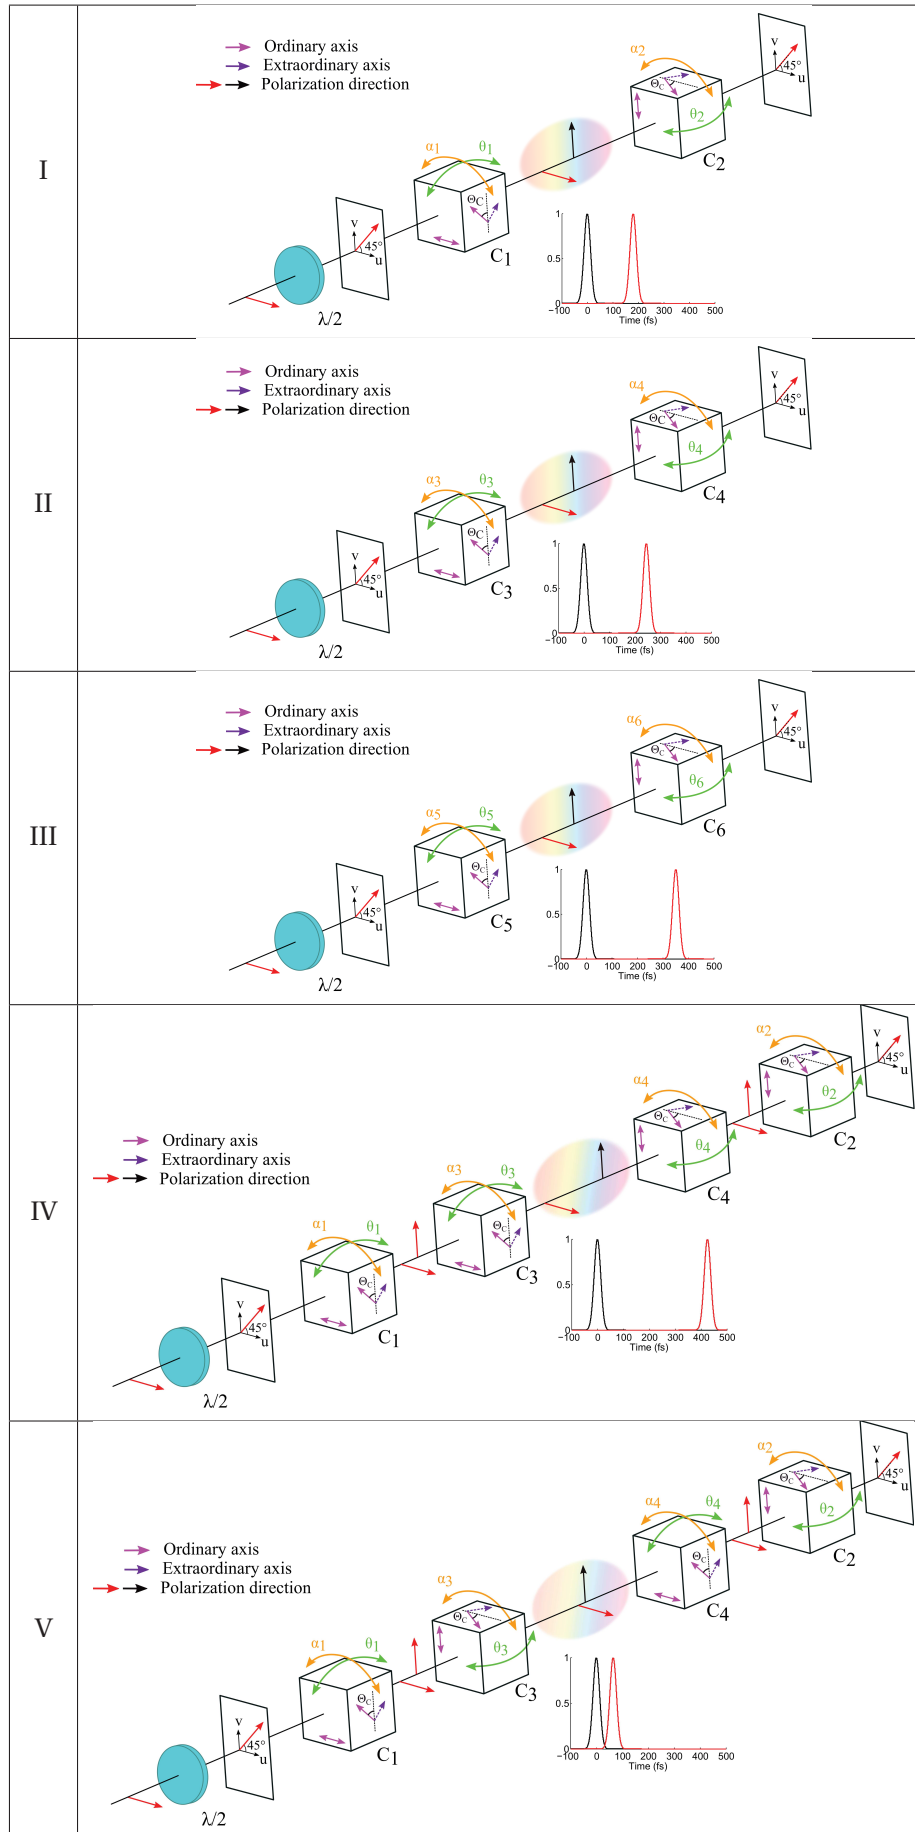 I
Ordinary axis
Extraordinary axis
Polarization direction
α2
ΘC
θ2
C2
v
45°
u
α1
θ1
ΘC
C1
v
45°
u
λ/2
1
0.5
0
−100 0 100 200 300 400 500
Time (fs)
II
Ordinary axis
Extraordinary axis
Polarization direction
α4
ΘC
θ4
C4
v
45°
u
α3
θ3
ΘC
C3
v
45°
u
λ/2
1
0.5
0
-100 0 100 200 300 400 500
Time (fs)
III
Ordinary axis
Extraordinary axis
Polarization direction
α6
ΘC
θ6
C6
v
45°
u
α5
θ5
ΘC
C5
v
45°
u
λ/2
1
0.5
0
−100 0 100 200 300 400 500
Time (fs)
IV
Ordinary axis
Extraordinary axis
Polarization direction
α2
ΘC
θ2
C2
v
45°
u
α4
ΘC
θ4
C4
α3
θ3
ΘC
C3
α1
θ1
ΘC
C1
v
45°
u
λ/2
1
0.5
0
−100 0 100 200 300 400 500
Time (fs)
V
Ordinary axis
Extraordinary axis
Polarization direction
α2
ΘC
θ2
C2
v
45°
u
α4
θ4
ΘC
C4
α3
ΘC
θ3
C3
α1
θ1
ΘC
C1
v
45°
u
λ/2
1
0.5
0
−100 0 100 200 300 400 500
Time (fs)